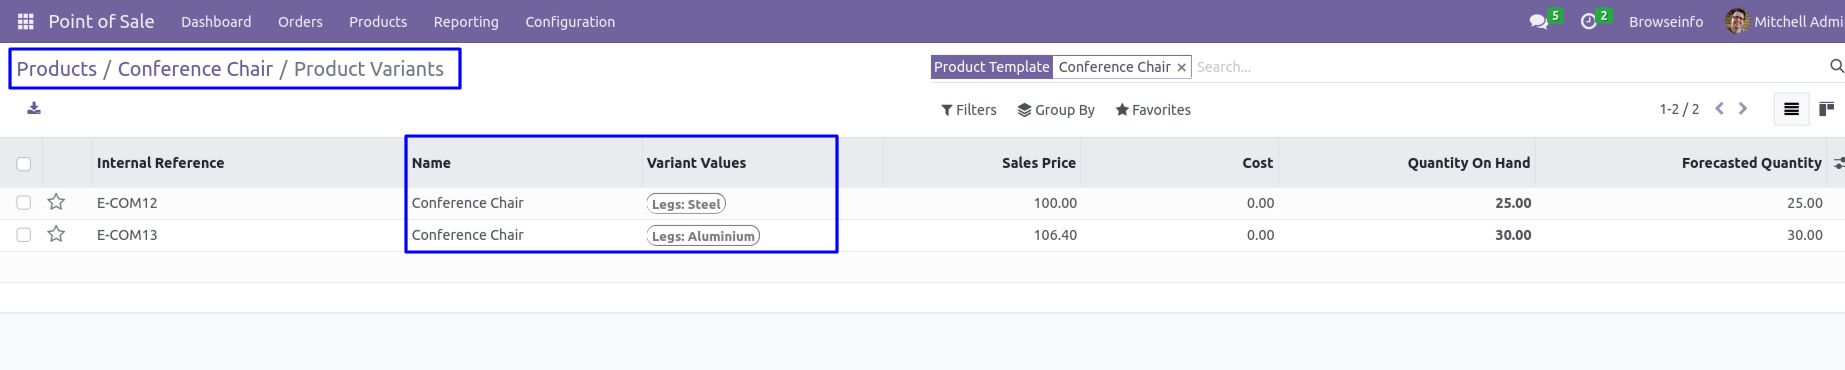 Point of Sale Dashboard Orders Products Reporting Configuration 5 2 Browseinfo Mitchell Admi
Products / Conference Chair / Product Variants Product Template Conference Chair × Search...
Filters Group By Favorites 1-2 / 2
Internal Reference Name Variant Values Sales Price Cost Quantity On Hand Forecasted Quantity
E-COM12 Conference Chair Legs: Steel 100.00 0.00 25.00 25.00
E-COM13 Conference Chair Legs: Aluminium 106.40 0.00 30.00 30.00